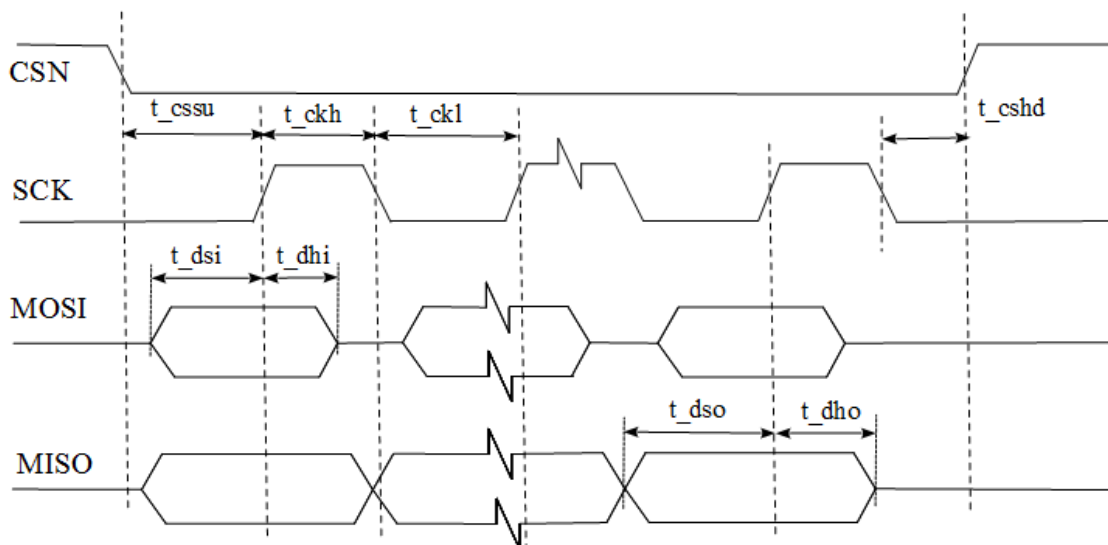 CSN
t_cssu t_ckh t_ckl t_cshd
SCK
t_dsi t_dhi
MOSI
t_dso t_dho
MISO